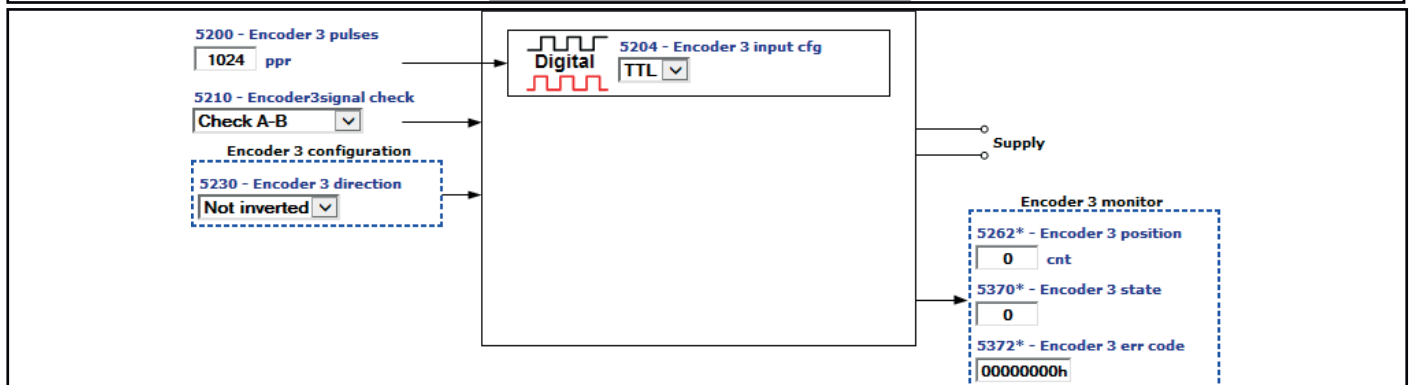 5200 - Encoder 3 pulses
1024 ppr
5210 - Encoder3signal check
Check A-B
Encoder 3 configuration
5230 - Encoder 3 direction
Not inverted
Digital
5204 - Encoder 3 input cfg
TTL
Supply
Encoder 3 monitor
5262* - Encoder 3 position
0 cnt
5370* - Encoder 3 state
0
5372* - Encoder 3 err code
00000000h